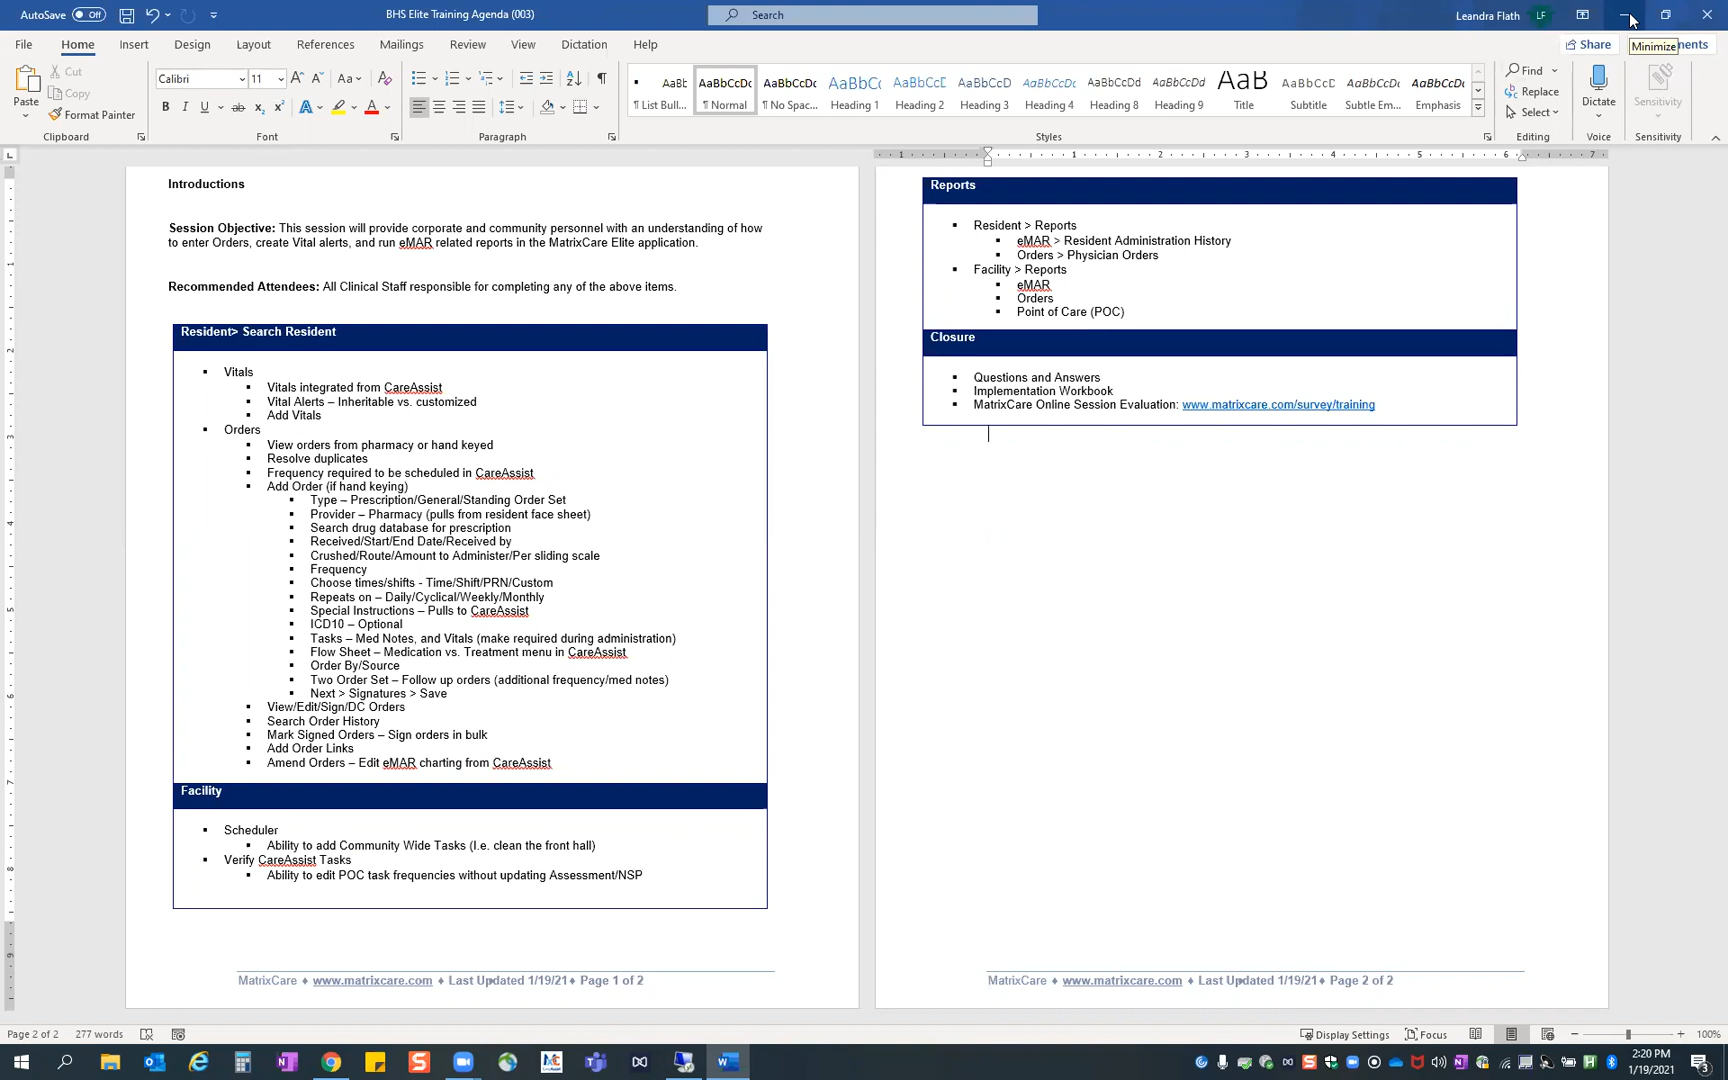 AutoSave Off BHS Elite Training Agenda (003) Search Leandra Flath LF
File Home Insert Design Layout References Mailings Review View Dictation Help Share Minimize
Cut
Copy
Format Painter
Paste
Calibri 11
Find
Replace
Select
Dictate
Sensitivity
¶ List Bull... ¶ Normal ¶ No Spac... Heading 1 Heading 2 Heading 3 Heading 4 Heading 8 Heading 9 Title Subtitle Subtle Em... Emphasis
Clipboard Font Paragraph Styles Editing Voice Sensitivity
Introductions
Session Objective: This session will provide corporate and community personnel with an understanding of how
to enter Orders, create Vital alerts, and run eMAR related reports in the MatrixCare Elite application.
Recommended Attendees: All Clinical Staff responsible for completing any of the above items.
Resident> Search Resident
▪ Vitals
▪ Vitals integrated from CareAssist
▪ Vital Alerts – Inheritable vs. customized
▪ Add Vitals
▪ Orders
▪ View orders from pharmacy or hand keyed
▪ Resolve duplicates
▪ Frequency required to be scheduled in CareAssist
▪ Add Order (if hand keying)
▪ Type – Prescription/General/Standing Order Set
▪ Provider – Pharmacy (pulls from resident face sheet)
▪ Search drug database for prescription
▪ Received/Start/End Date/Received by
▪ Crushed/Route/Amount to Administer/Per sliding scale
▪ Frequency
▪ Choose times/shifts - Time/Shift/PRN/Custom
▪ Repeats on – Daily/Cyclical/Weekly/Monthly
▪ Special Instructions – Pulls to CareAssist
▪ ICD10 – Optional
▪ Tasks – Med Notes, and Vitals (make required during administration)
▪ Flow Sheet – Medication vs. Treatment menu in CareAssist
▪ Order By/Source
▪ Two Order Set – Follow up orders (additional frequency/med notes)
▪ Next > Signatures > Save
▪ View/Edit/Sign/DC Orders
▪ Search Order History
▪ Mark Signed Orders – Sign orders in bulk
▪ Add Order Links
▪ Amend Orders – Edit eMAR charting from CareAssist
Facility
▪ Scheduler
▪ Ability to add Community Wide Tasks (I.e. clean the front hall)
▪ Verify CareAssist Tasks
▪ Ability to edit POC task frequencies without updating Assessment/NSP
MatrixCare ♦ www.matrixcare.com ♦ Last Updated 1/19/21♦ Page 1 of 2
Reports
▪ Resident > Reports
▪ eMAR > Resident Administration History
▪ Orders > Physician Orders
▪ Facility > Reports
▪ eMAR
▪ Orders
▪ Point of Care (POC)
Closure
▪ Questions and Answers
▪ Implementation Workbook
▪ MatrixCare Online Session Evaluation: www.matrixcare.com/survey/training
MatrixCare ♦ www.matrixcare.com ♦ Last Updated 1/19/21♦ Page 2 of 2
Page 2 of 2 277 words Display Settings Focus 100%
2:20 PM
1/19/2021